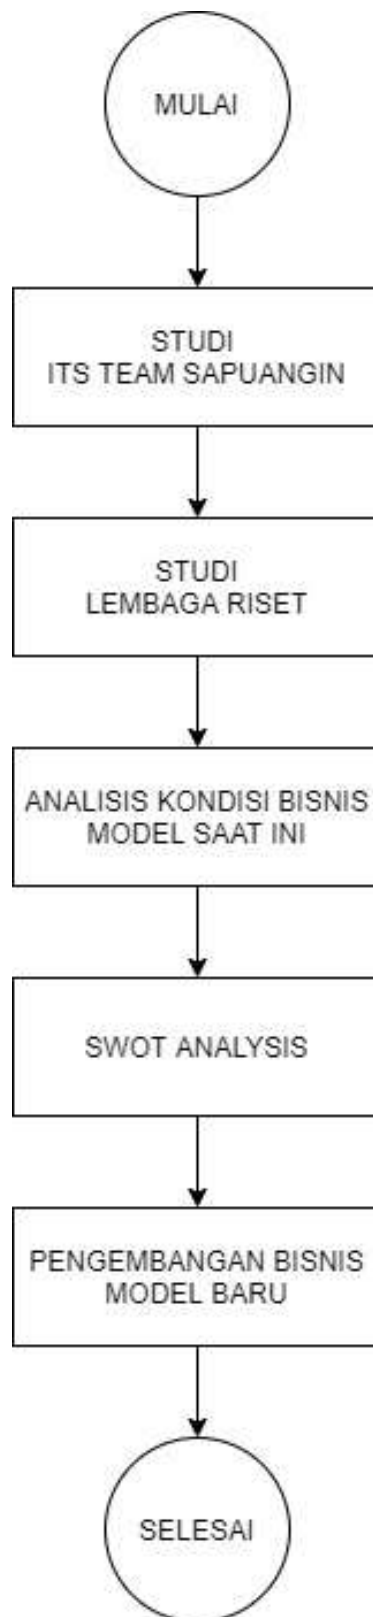 MULAI
STUDI
ITS TEAM SAPUANGIN
STUDI
LEMBAGA RISET
ANALISIS KONDISI BISNIS
MODEL SAAT INI
SWOT ANALYSIS
PENGEMBANGAN BISNIS
MODEL BARU
SELESAI